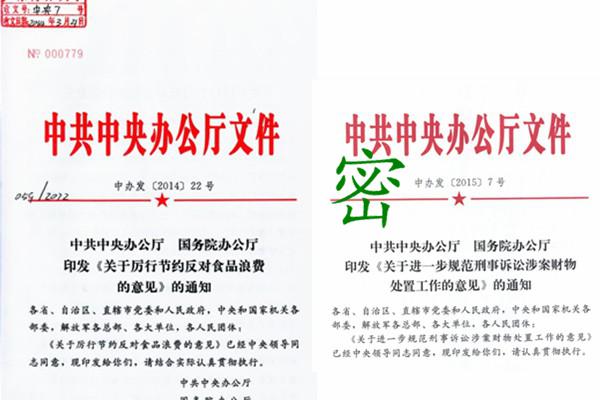 中央7 号
№ 000779
中共中央办公厅文件
中办发〔2014〕22 号
中共中央办公厅 国务院办公厅
印发《关于厉行节约反对食品浪费
的意见》的通知
各省、自治区、直辖市党委和人民政府，中央和国家机关各
部委，解放军各总部、各大单位，各人民团体：
《关于厉行节约反对食品浪费的意见》已经中央领导同
志同意，现印发给你们，请结合实际认真贯彻执行。
中共中央办公厅
国务院办公厅
中共中央办公厅文件
密
中办发〔2015〕7 号
中共中央办公厅 国务院办公厅
印发《关于进一步规范刑事诉讼涉案财物
处置工作的意见》的通知
各省、自治区、直辖市党委和人民政府，中央和国家机关各
部委，解放军各总部、各大单位，各人民团体：
《关于进一步规范刑事诉讼涉案财物处置工作的意见》
已经中央领导同志同意，现印发给你们，请认真贯彻执行。